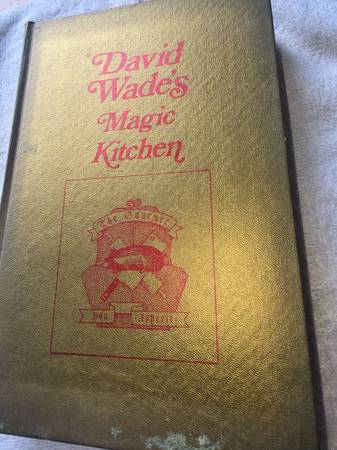 David
Wade's
Magic
Kitchen
The Gourmet
Bon Appetit